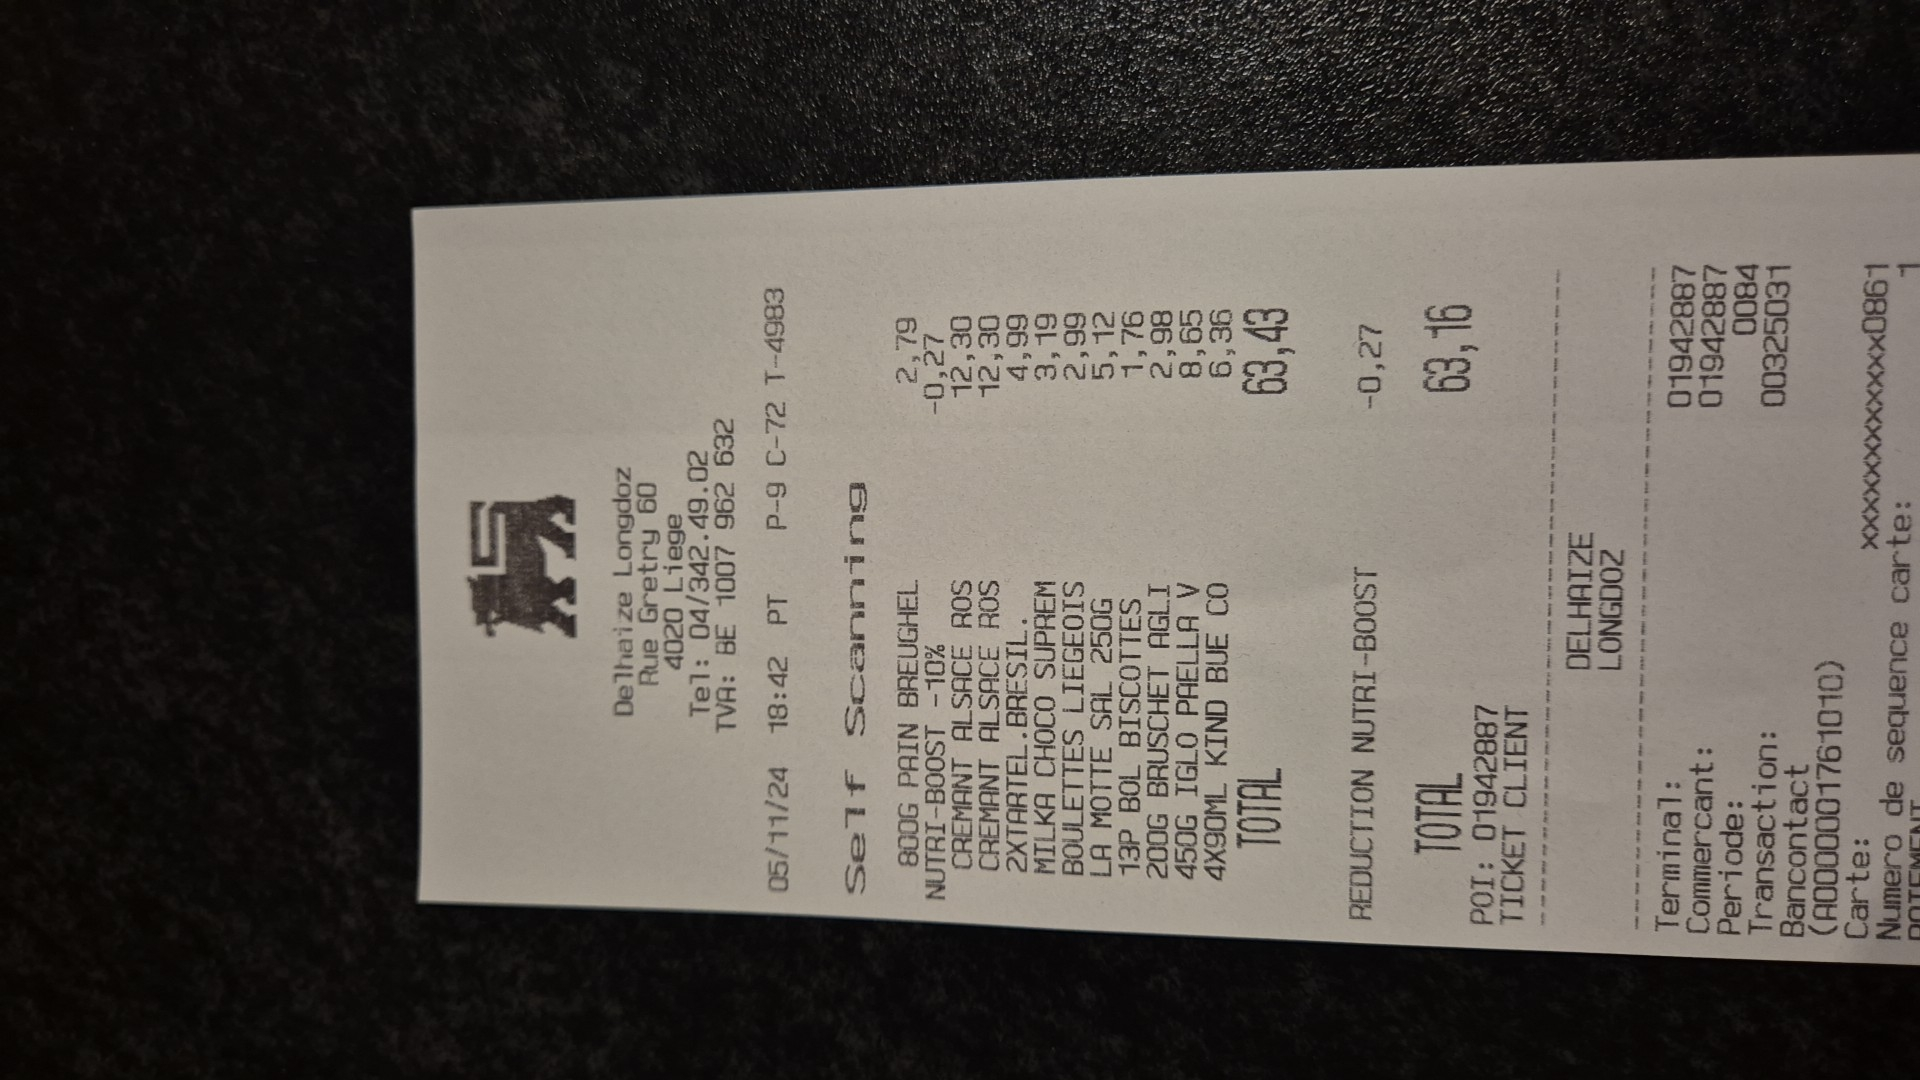 Delhaize Longdoz
Rue Gretry 60
4020 Liege
Tel: 04/342.49.02
TVA: BE 1007 962 632
05/11/24 18:42 PT P-9 C-72 T-4983
Self Scanning
800G PAIN BREUGHEL 2,79
NUTRI-BOOST -10% -0,27
CREMANT ALSACE ROS 12,30
CREMANT ALSACE ROS 12,30
2XTARTEL.BRESIL. 4,99
MILKA CHOCO SUPREM 3,19
BOULETTES LIEGEOIS 2,99
LA MOTTE SAL 250G 5,12
13P BOL BISCOTTES 1,76
200G BRUSCHET AGLI 2,98
450G IGLO PAELLA V 8,65
4X90ML KIND BUE CO 6,36
TOTAL 63,43
REDUCTION NUTRI-BOOST -0,27
TOTAL 63,16
POI: 01942887
TICKET CLIENT
DELHAIZE
LONGDOZ
Terminal: 01942887
Commercant: 01942887
Periode: 0084
Transaction: 00325031
Bancontact
(A0000001761010)
Carte: xxxxxxxxxxxxx0861
Numero de sequence carte: 1